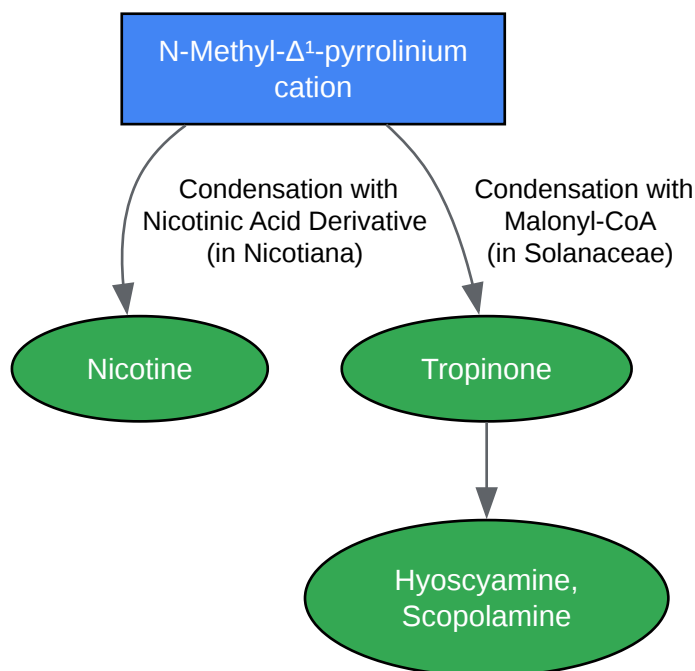 N-Methyl-Δ¹-pyrrolinium
cation
Condensation with
Nicotinic Acid Derivative
(in Nicotiana)
Condensation with
Malonyl-CoA
(in Solanaceae)
Nicotine
Tropinone
Hyoscyamine,
Scopolamine